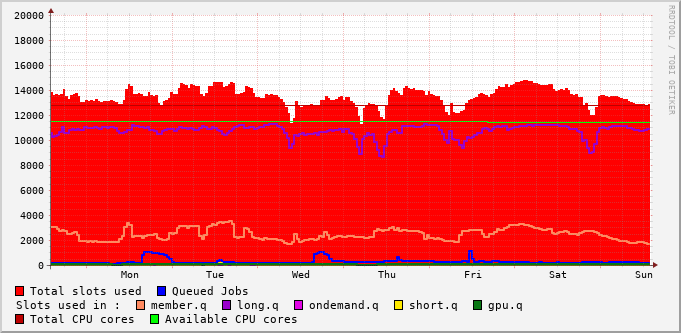 20000
18000
16000
14000
12000
10000
8000
6000
4000
2000
0
Mon Tue Wed Thu Fri Sat Sun
Total slots used Queued Jobs
Slots used in : member.q long.q ondemand.q short.q gpu.q
Total CPU cores Available CPU cores
RRDTOOL / TOBI OETIKER